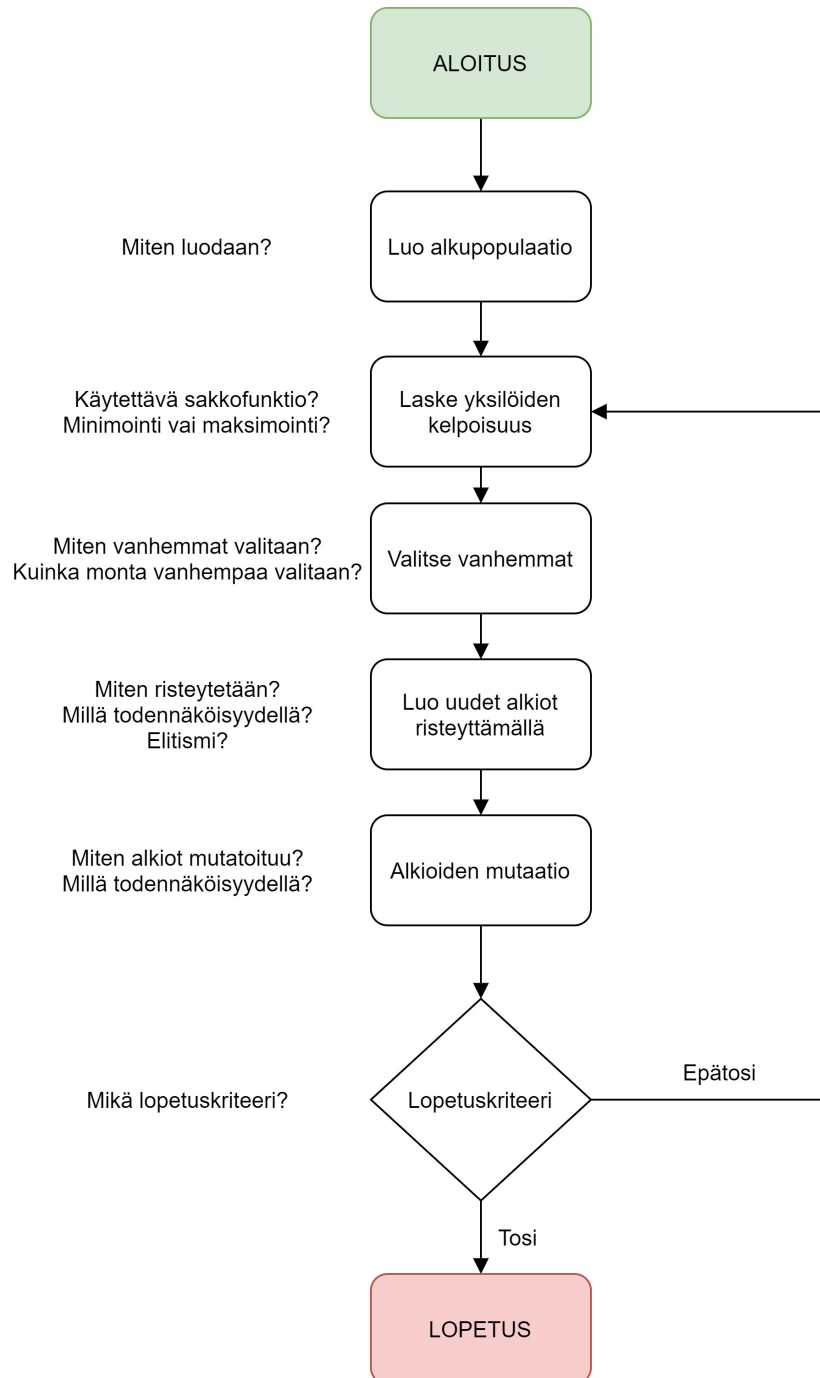 ALOITUS
Miten luodaan?
Luo alkupopulaatio
Käytettävä sakkofunktio?
Minimointi vai maksimointi?
Laske yksilöiden
kelpoisuus
Miten vanhemmat valitaan?
Kuinka monta vanhempaa valitaan?
Valitse vanhemmat
Miten risteytetään?
Millä todennäköisyydellä?
Elitismi?
Luo uudet alkiot
risteyttämällä
Miten alkiot mutatoituu?
Millä todennäköisyydellä?
Alkioiden mutaatio
Mikä lopetuskriteeri?
Lopetuskriteeri
Epätosi
Tosi
LOPETUS